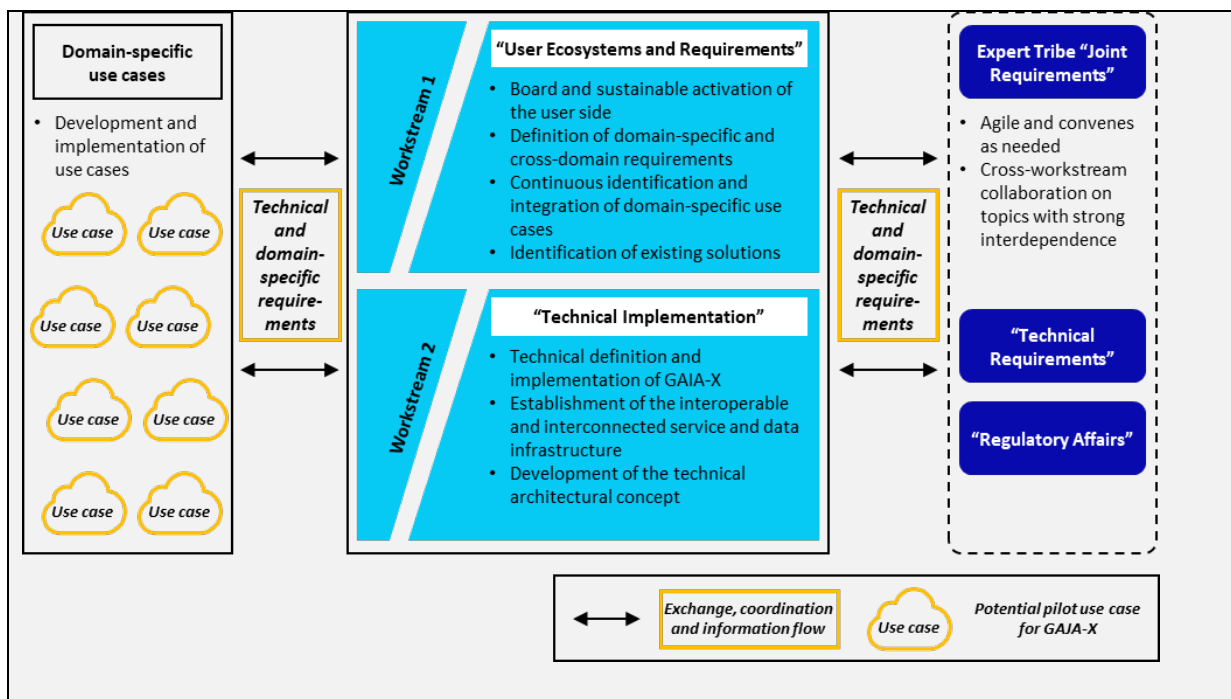 Domain-specific
use cases
• Development and
implementation of
use cases
Use case
Use case
Use case
Use case
Use case
Use case
Use case
Use case
Technical
and
domain-
specific
require-
ments
Workstream 1
“User Ecosystems and Requirements”
• Board and sustainable activation of
the user side
• Definition of domain-specific and
cross-domain requirements
• Continuous identification and
integration of domain-specific use
cases
• Identification of existing solutions
Workstream 2
“Technical Implementation”
• Technical definition and
implementation of GAIA-X
• Establishment of the interoperable
and interconnected service and data
infrastructure
• Development of the technical
architectural concept
Technical
and
domain-
specific
require-
ments
Expert Tribe “Joint
Requirements”
• Agile and convenes
as needed
• Cross-workstream
collaboration on
topics with strong
interdependence
“Technical
Requirements”
“Regulatory Affairs”
Exchange, coordination
and information flow
Use case
Potential pilot use case
for GAJA-X